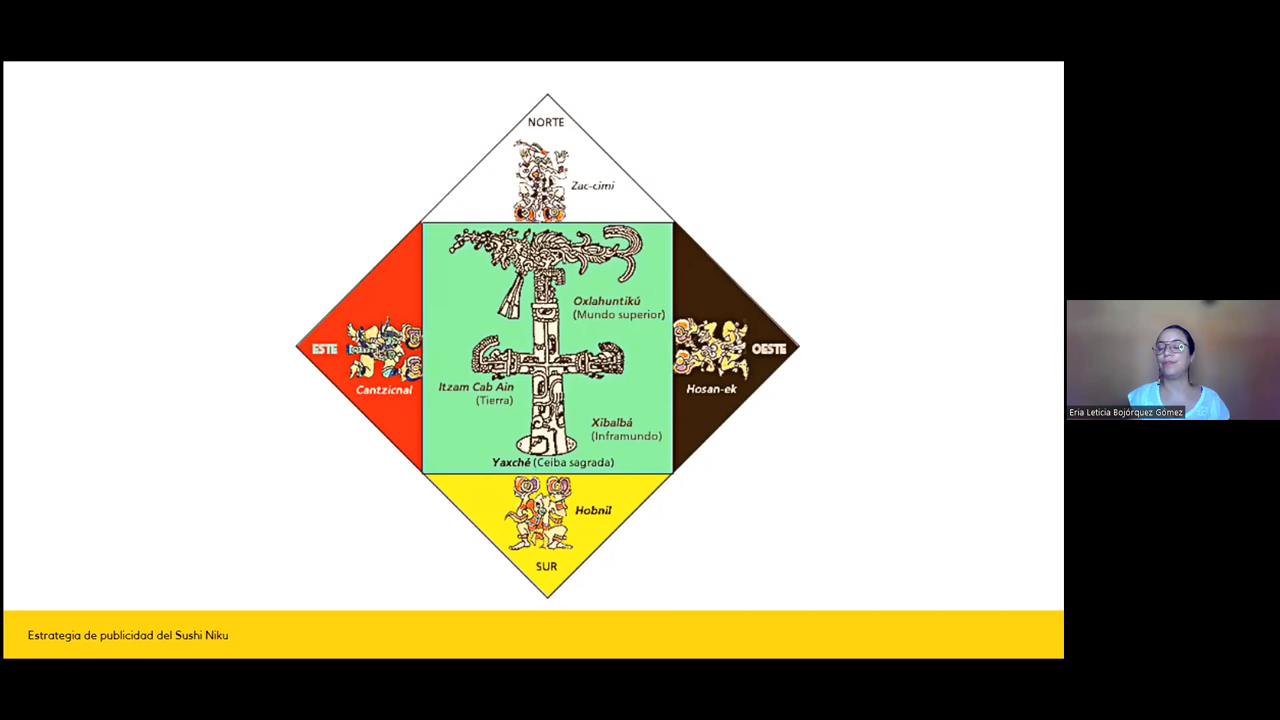 NORTE
Zac-cimi
Oxlahuntikú
(Mundo superior)
ESTE
OESTE
Cantzicnal
Itzam Cab Ain
(Tierra)
Hosan-ek
Xibalbá
(Inframundo)
Yaxché (Ceiba sagrada)
Hobnil
SUR
Estrategia de publicidad del Sushi Niku
Eria Leticia Bojórquez Gómez